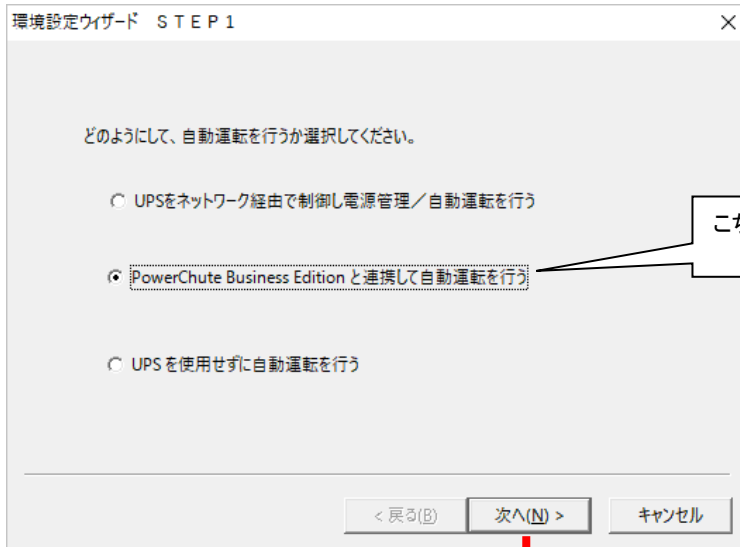 環境設定ウィザード ＳＴＥＰ１
どのようにして、自動運転を行うか選択してください。
UPSをネットワーク経由で制御し電源管理／自動運転を行う
PowerChute Business Edition と連携して自動運転を行う
UPS を使用せずに自動運転を行う
< 戻る(B)
次へ(N) >
キャンセル